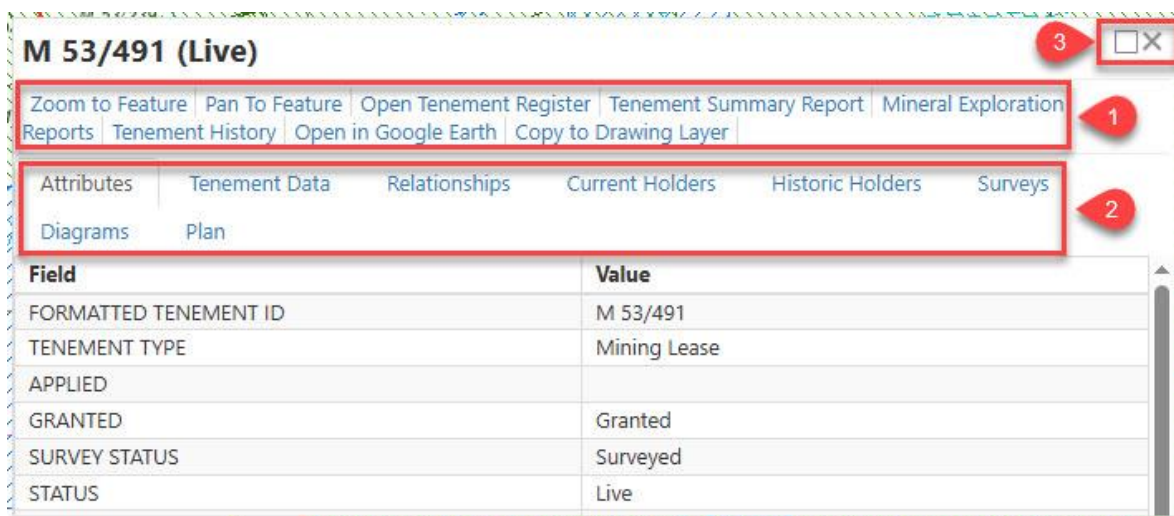 M 53/491 (Live)
3
Zoom to Feature Pan To Feature Open Tenement Register Tenement Summary Report Mineral Exploration
Reports Tenement History Open in Google Earth Copy to Drawing Layer
1
Attributes Tenement Data Relationships Current Holders Historic Holders Surveys
2
Diagrams Plan
Field Value
FORMATTED TENEMENT ID M 53/491
TENEMENT TYPE Mining Lease
APPLIED
GRANTED Granted
SURVEY STATUS Surveyed
STATUS Live